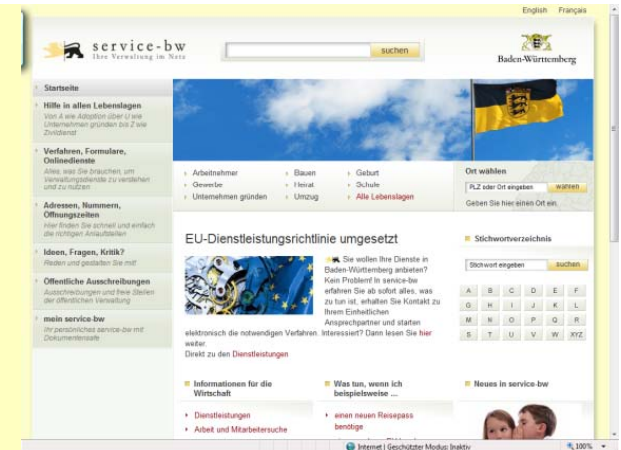 English Français
service-bw
Ihre Verwaltung im Netz
suchen
Baden-Württemberg
Startseite
Hilfe in allen Lebenslagen
Von A wie Adoption über U wie
Unternehmen gründen bis Z wie
Zivildienst
Verfahren, Formulare,
Onlinedienste
Alles, was Sie brauchen, um
Verwaltungsdienste zu verstehen
und zu nutzen
Adressen, Nummern,
Öffnungszeiten
Hier finden Sie schnell und einfach
die richtigen Anlaufstellen
Ideen, Fragen, Kritik?
Reden und gestalten Sie mit!
Öffentliche Ausschreibungen
Ausschreibungen und freie Stellen
der öffentlichen Verwaltung
mein service-bw
Ihr persönliches service-bw mit
Dokumentensafe
Arbeitnehmer Bauen Geburt
Gewerbe Heirat Schule
Unternehmen gründen Umzug Alle Lebenslagen
Ort wählen
PLZ oder Ort eingeben wählen
Geben Sie hier einen Ort ein.
EU-Dienstleistungsrichtlinie umgesetzt
Sie wollen Ihre Dienste in
Baden-Württemberg anbieten?
Kein Problem! In service-bw
erfahren Sie ab sofort alles, was
zu tun ist, erhalten Sie Kontakt zu
Ihrem Einheitlichen
Ansprechpartner und starten
elektronisch die notwendigen Verfahren. Interessiert? Dann lesen Sie hier
weiter.
Direkt zu den Dienstleistungen
Stichwortverzeichnis
Stichwort eingeben suchen
A B C D E F
G H I J K L
M N O P Q R
S T U V W XYZ
Informationen für die
Wirtschaft
Dienstleistungen
Arbeit und Mitarbeitersuche
Was tun, wenn ich
beispielsweise ...
einen neuen Reisepass
benötige
Neues in service-bw
Internet | Geschützter Modus: Inaktiv 100%